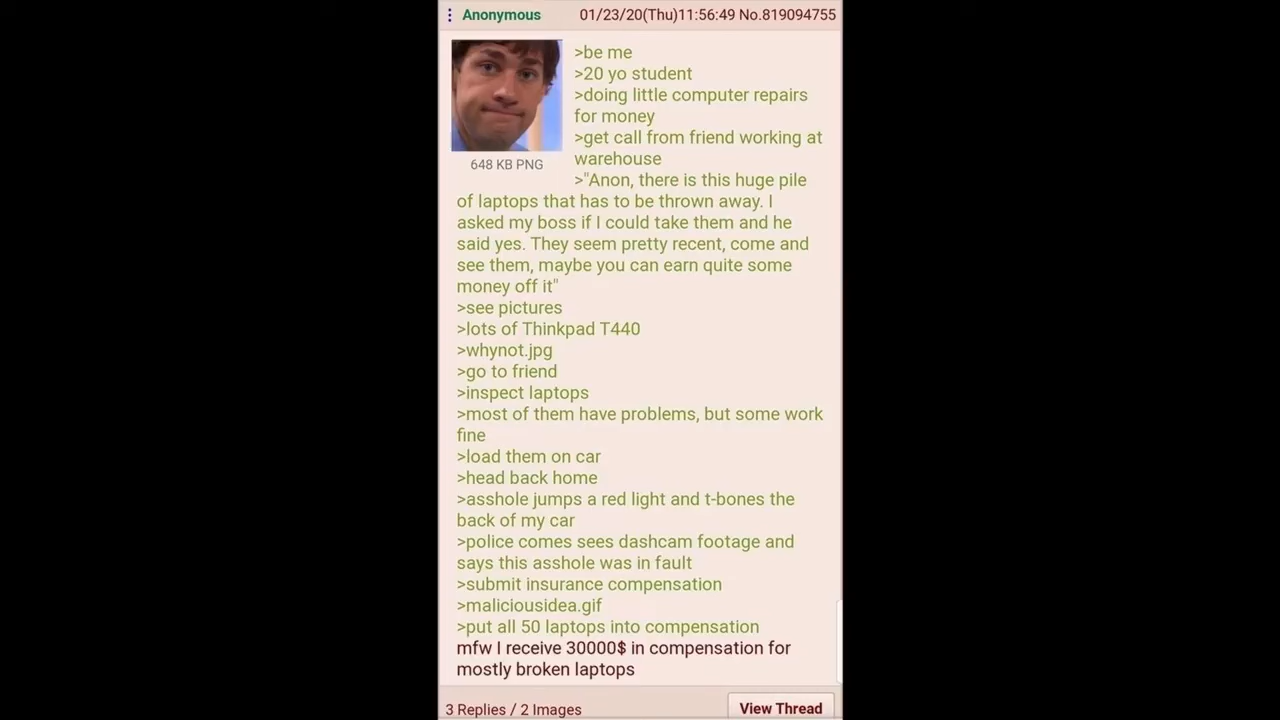 Anonymous 01/23/20(Thu)11:56:49 No.819094755
>be me
>20 yo student
>doing little computer repairs
for money
>get call from friend working at
warehouse
648 KB PNG
>"Anon, there is this huge pile
of laptops that has to be thrown away. I
asked my boss if I could take them and he
said yes. They seem pretty recent, come and
see them, maybe you can earn quite some
money off it"
>see pictures
>lots of Thinkpad T440
>whynot.jpg
>go to friend
>inspect laptops
>most of them have problems, but some work
fine
>load them on car
>head back home
>asshole jumps a red light and t-bones the
back of my car
>police comes sees dashcam footage and
says this asshole was in fault
>submit insurance compensation
>maliciousidea.gif
>put all 50 laptops into compensation
mfw I receive 30000$ in compensation for
mostly broken laptops
3 Replies / 2 Images View Thread